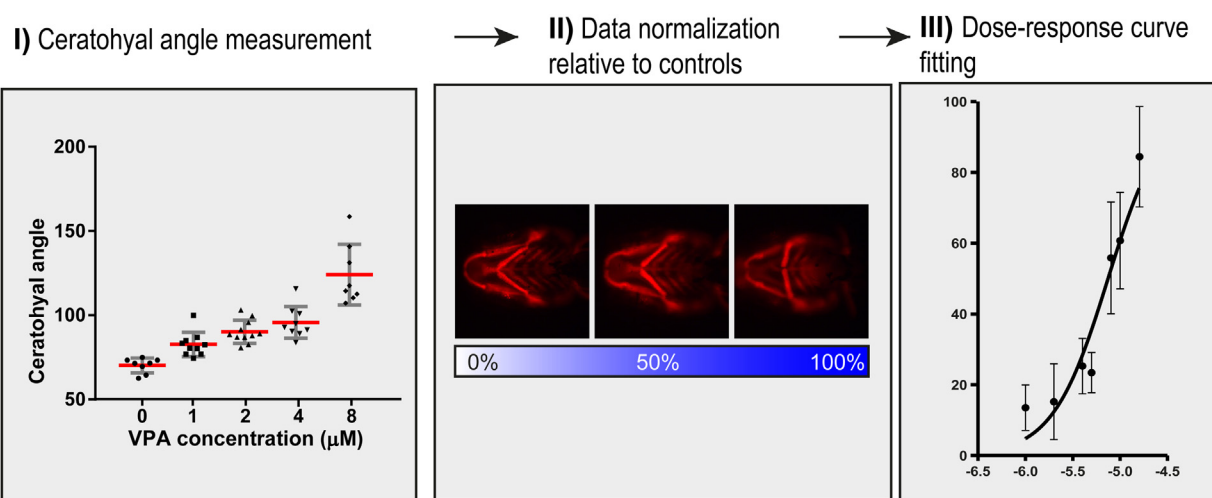 I) Ceratohyal angle measurement
II) Data normalization
relative to controls
III) Dose-response curve
fitting
200
150
100
50
Ceratohyal angle
0 1 2 4 8
VPA concentration (μM)
0% 50% 100%
100
80
60
40
20
0
-6.5 -6.0 -5.5 -5.0 -4.5